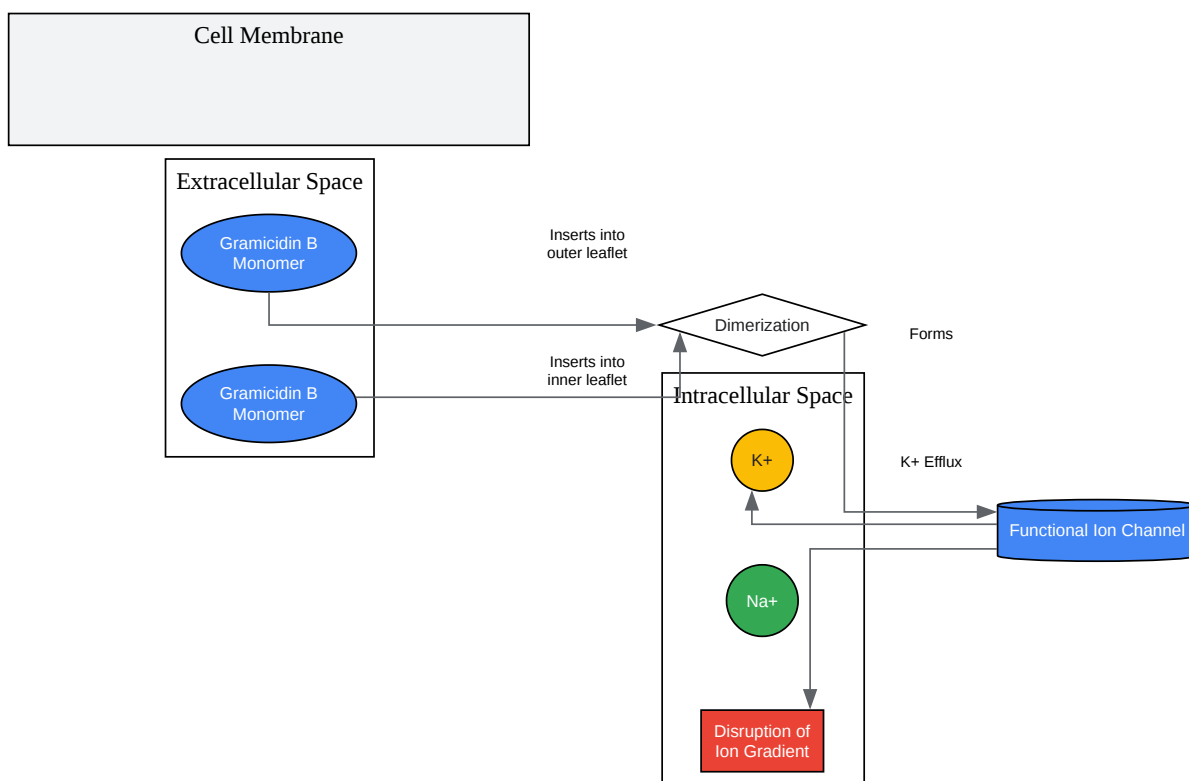 Cell Membrane
Extracellular Space
Gramicidin B
Monomer
Inserts into
outer leaflet
Dimerization
Forms
Inserts into
inner leaflet
Gramicidin B
Monomer
Intracellular Space
K+
K+ Efflux
Functional Ion Channel
Na+
Disruption of
Ion Gradient